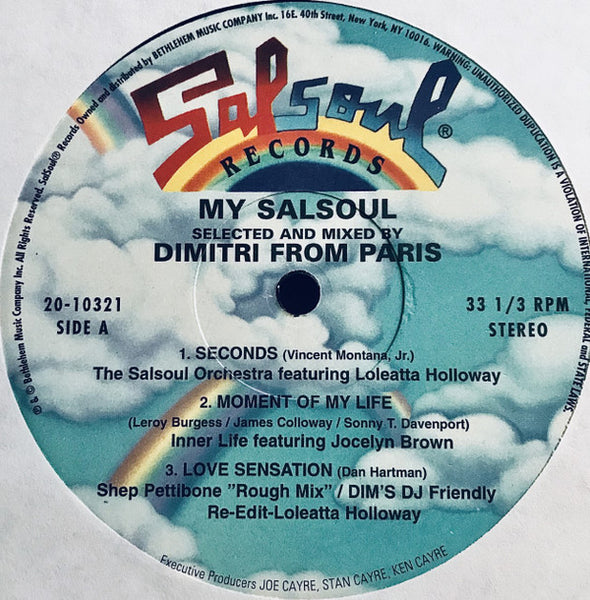 SalSoul® Records Owned and distributed by BETHLEHEM MUSIC COMPANY Inc. 16E. 40th Street, New York, NY 10016. WARNING: UNAUTHORIZED DUPLICATION IS A VIOLATION OF INTERNATIONAL, FEDERAL and STATE LAWS.
Salsoul®
RECORDS
MY SALSOUL
SELECTED AND MIXED BY
DIMITRI FROM PARIS
20-10321
SIDE A
33 1/3 RPM
STEREO
1. SECONDS (Vincent Montana, Jr.)
The Salsoul Orchestra featuring Loleatta Holloway
2. MOMENT OF MY LIFE
(Leroy Burgess / James Colloway / Sonny T. Davenport)
Inner Life featuring Jocelyn Brown
3. LOVE SENSATION (Dan Hartman)
Shep Pettibone "Rough Mix" / DIM'S DJ Friendly
Re-Edit-Loleatta Holloway
℗ & © Bethlehem Music Company Inc. All Rights Reserved.
Executive Producers JOE CAYRE, STAN CAYRE, KEN CAYRE